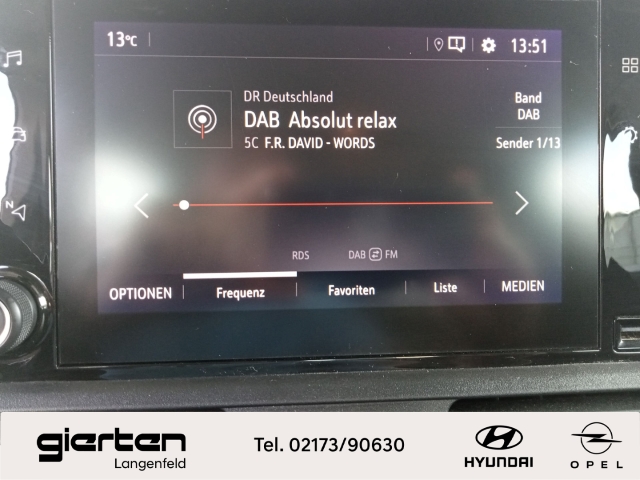 13°C
13:51
DR Deutschland
DAB Absolut relax
5C F.R. DAVID - WORDS
Band
DAB
Sender 1/13
N
RDS
DAB FM
OPTIONEN
Frequenz
Favoriten
Liste
MEDIEN
gierten
Langenfeld
Tel. 02173/90630
HYUNDAI
OPEL